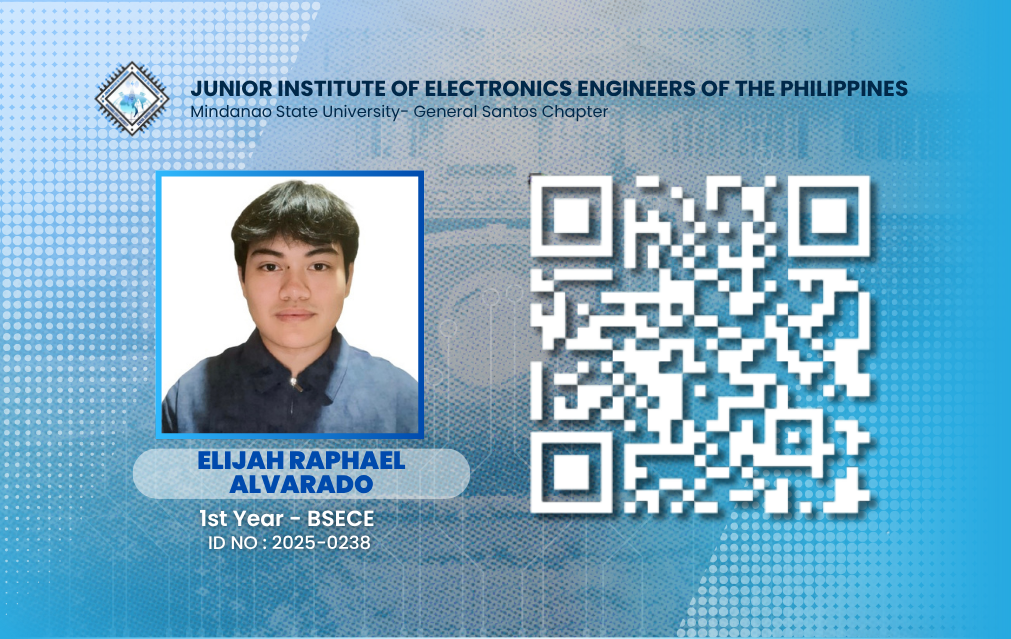 JUNIOR INSTITUTE OF ELECTRONICS ENGINEERS OF THE PHILIPPINES
Mindanao State University- General Santos Chapter
ELIJAH RAPHAEL
ALVARADO
1st Year - BSECE
ID NO : 2025-0238